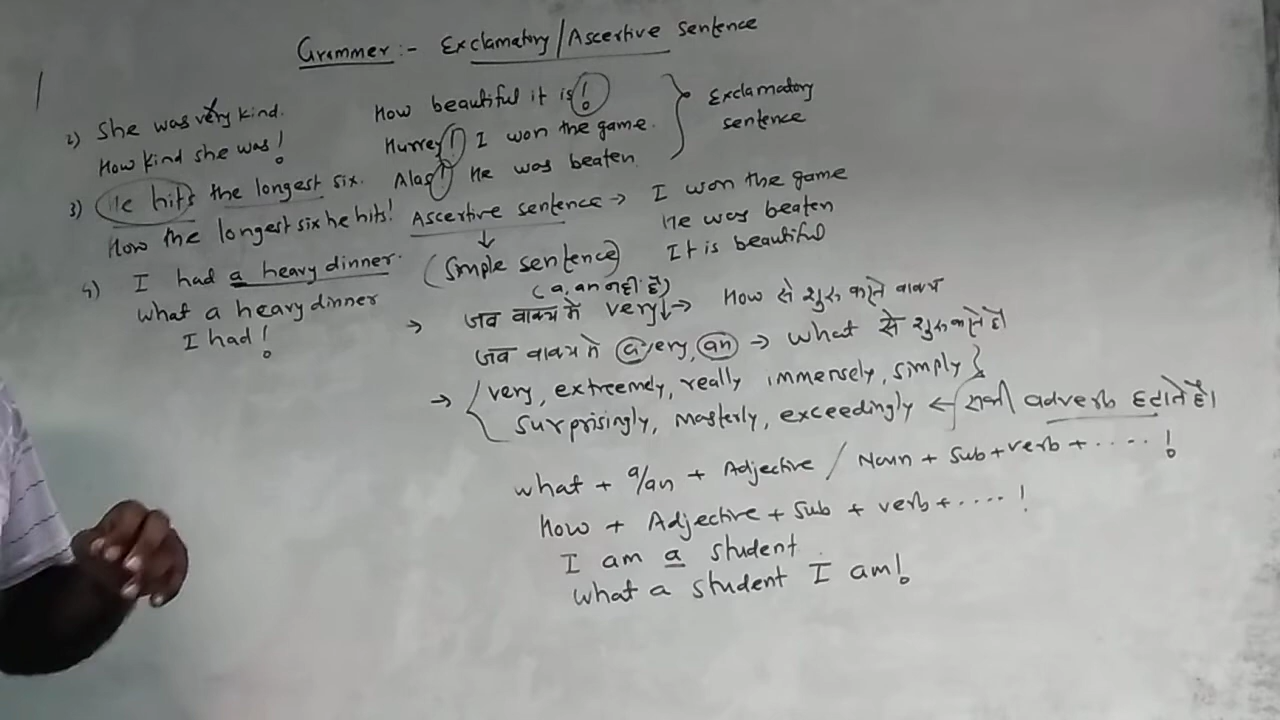 Grammer :- Exclamatory/Ascertive sentence
2) She was very kind.
How kind she was!
3) He hits the longest six.
How the longest six he hits!
4) I had a heavy dinner.
What a heavy dinner
I had!
How beautiful it is!
Hurrey! I won the game.
Alas! He was beaten
Exclamatory
sentence
Ascertive sentence → I won the game
He was beaten
It is beautiful
↓
(Simple sentence)
(a, an नहीं है)
→ जब वाक्य में very → How से शुरू करते वाक्य
जब वाक्य में a very, an → what से शुरू करते हैं
→ { very, extreemely, really immensely, simply }
Surprisingly, Masterly, exceedingly ← सभी adverb हटाते है।
what + a/an + Adjective / Noun + Sub + verb + ..... !
How + Adjective + Sub + verb + .... !
I am a student
What a student I am!